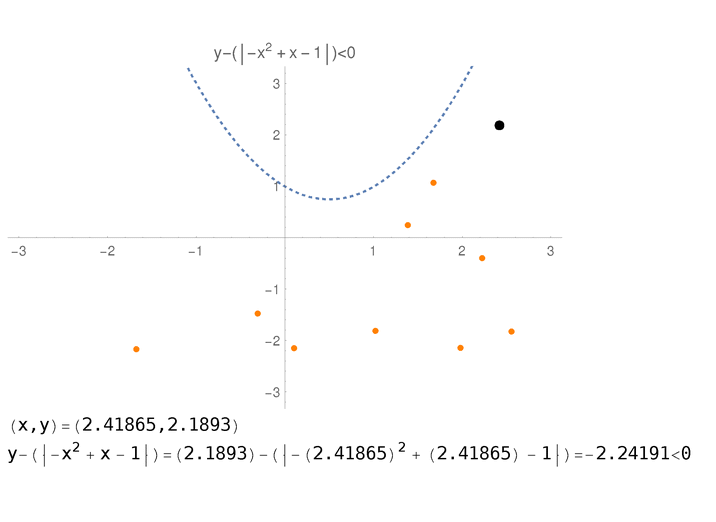 y−(|−x² + x − 1|)<0
3
2
1
−3 −2 −1 1 2 3
−1
−2
−3
(x,y)=(2.41865,2.1893)
y−(|−x² + x − 1|)=(2.1893)−(|−(2.41865)² + (2.41865) − 1|)=−2.24191<0